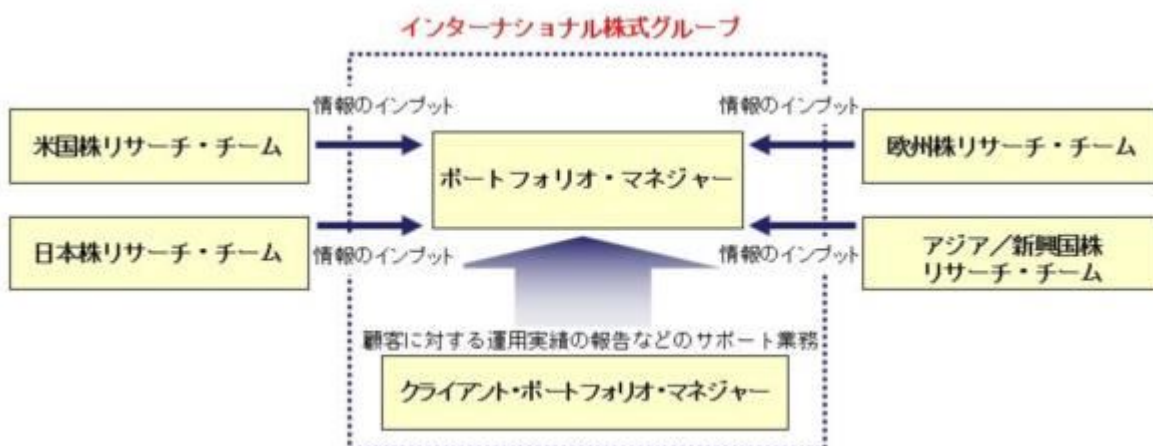 インターナショナル株式グループ
情報のインプット
情報のインプット
米国株リサーチ・チーム
欧州株リサーチ・チーム
ポートフォリオ・マネジャー
日本株リサーチ・チーム
情報のインプット
情報のインプット
アジア／新興国株
リサーチ・チーム
顧客に対する運用実績の報告などのサポート業務
クライアント・ポートフォリオ・マネジャー